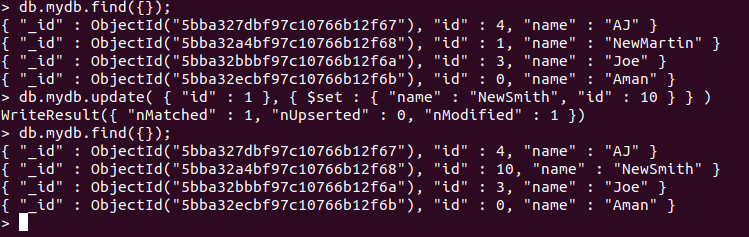 > db.mydb.find({});
{ "_id" : ObjectId("5bba327dbf97c10766b12f67"), "id" : 4, "name" : "AJ" }
{ "_id" : ObjectId("5bba32a4bf97c10766b12f68"), "id" : 1, "name" : "NewMartin" }
{ "_id" : ObjectId("5bba32bbbf97c10766b12f6a"), "id" : 3, "name" : "Joe" }
{ "_id" : ObjectId("5bba32ecbf97c10766b12f6b"), "id" : 0, "name" : "Aman" }
> db.mydb.update( { "id" : 1 }, { $set : { "name" : "NewSmith", "id" : 10 } } )
WriteResult({ "nMatched" : 1, "nUpserted" : 0, "nModified" : 1 })
> db.mydb.find({});
{ "_id" : ObjectId("5bba327dbf97c10766b12f67"), "id" : 4, "name" : "AJ" }
{ "_id" : ObjectId("5bba32a4bf97c10766b12f68"), "id" : 10, "name" : "NewSmith" }
{ "_id" : ObjectId("5bba32bbbf97c10766b12f6a"), "id" : 3, "name" : "Joe" }
{ "_id" : ObjectId("5bba32ecbf97c10766b12f6b"), "id" : 0, "name" : "Aman" }
>